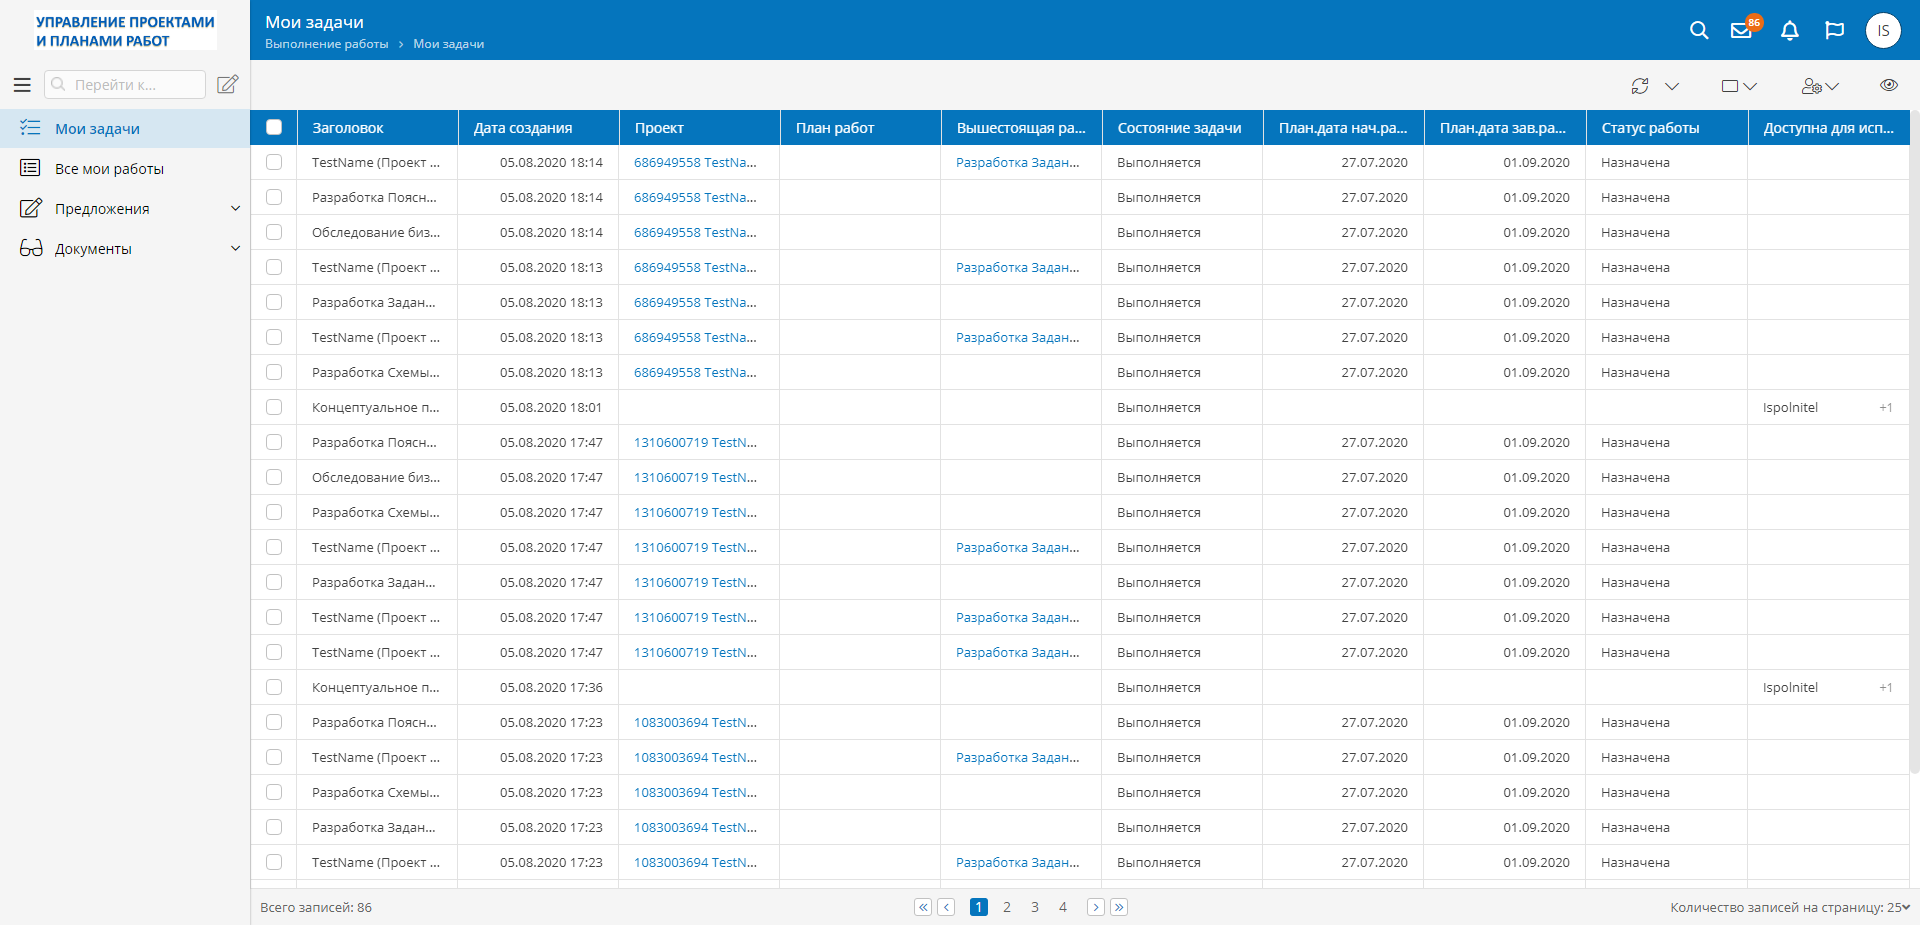 УПРАВЛЕНИЕ ПРОЕКТАМИ
И ПЛАНАМИ РАБОТ
Мои задачи
Выполнение работы > Мои задачи
86
IS
Перейти к...
Мои задачи
Все мои работы
Предложения
Документы
Заголовок Дата создания Проект План работ Вышестоящая ра... Состояние задачи План.дата нач.ра... План.дата зав.ра... Статус работы Доступна для исп...
TestName (Проект ... 05.08.2020 18:14 686949558 TestNa... Разработка Задан... Выполняется 27.07.2020 01.09.2020 Назначена
Разработка Поясн... 05.08.2020 18:14 686949558 TestNa... Выполняется 27.07.2020 01.09.2020 Назначена
Обследование биз... 05.08.2020 18:14 686949558 TestNa... Выполняется 27.07.2020 01.09.2020 Назначена
TestName (Проект ... 05.08.2020 18:13 686949558 TestNa... Разработка Задан... Выполняется 27.07.2020 01.09.2020 Назначена
Разработка Задан... 05.08.2020 18:13 686949558 TestNa... Выполняется 27.07.2020 01.09.2020 Назначена
TestName (Проект ... 05.08.2020 18:13 686949558 TestNa... Разработка Задан... Выполняется 27.07.2020 01.09.2020 Назначена
Разработка Схемы... 05.08.2020 18:13 686949558 TestNa... Выполняется 27.07.2020 01.09.2020 Назначена
Концептуальное п... 05.08.2020 18:01 Выполняется Ispolnitel +1
Разработка Поясн... 05.08.2020 17:47 1310600719 TestN... Выполняется 27.07.2020 01.09.2020 Назначена
Обследование биз... 05.08.2020 17:47 1310600719 TestN... Выполняется 27.07.2020 01.09.2020 Назначена
Разработка Схемы... 05.08.2020 17:47 1310600719 TestN... Выполняется 27.07.2020 01.09.2020 Назначена
TestName (Проект ... 05.08.2020 17:47 1310600719 TestN... Разработка Задан... Выполняется 27.07.2020 01.09.2020 Назначена
Разработка Задан... 05.08.2020 17:47 1310600719 TestN... Выполняется 27.07.2020 01.09.2020 Назначена
TestName (Проект ... 05.08.2020 17:47 1310600719 TestN... Разработка Задан... Выполняется 27.07.2020 01.09.2020 Назначена
TestName (Проект ... 05.08.2020 17:47 1310600719 TestN... Разработка Задан... Выполняется 27.07.2020 01.09.2020 Назначена
Концептуальное п... 05.08.2020 17:36 Выполняется Ispolnitel +1
Разработка Поясн... 05.08.2020 17:23 1083003694 TestN... Выполняется 27.07.2020 01.09.2020 Назначена
TestName (Проект ... 05.08.2020 17:23 1083003694 TestN... Разработка Задан... Выполняется 27.07.2020 01.09.2020 Назначена
Разработка Схемы... 05.08.2020 17:23 1083003694 TestN... Выполняется 27.07.2020 01.09.2020 Назначена
Разработка Задан... 05.08.2020 17:23 1083003694 TestN... Выполняется 27.07.2020 01.09.2020 Назначена
TestName (Проект ... 05.08.2020 17:23 1083003694 TestN... Разработка Задан... Выполняется 27.07.2020 01.09.2020 Назначена
Всего записей: 86 « ‹ 1 2 3 4 › » Количество записей на страницу: 25